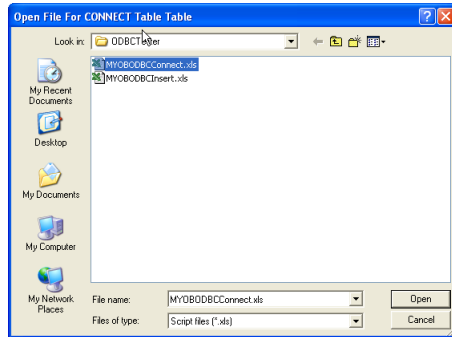 Open File For CONNECT Table Table
Look in:
ODBCTester
MYOBODBCConnect.xls
MYOBODBCInsert.xls
My Recent
Documents
Desktop
My Documents
My Computer
My Network
Places
File name:
MYOBODBCConnect.xls
Open
Files of type:
Script files (*.xls)
Cancel